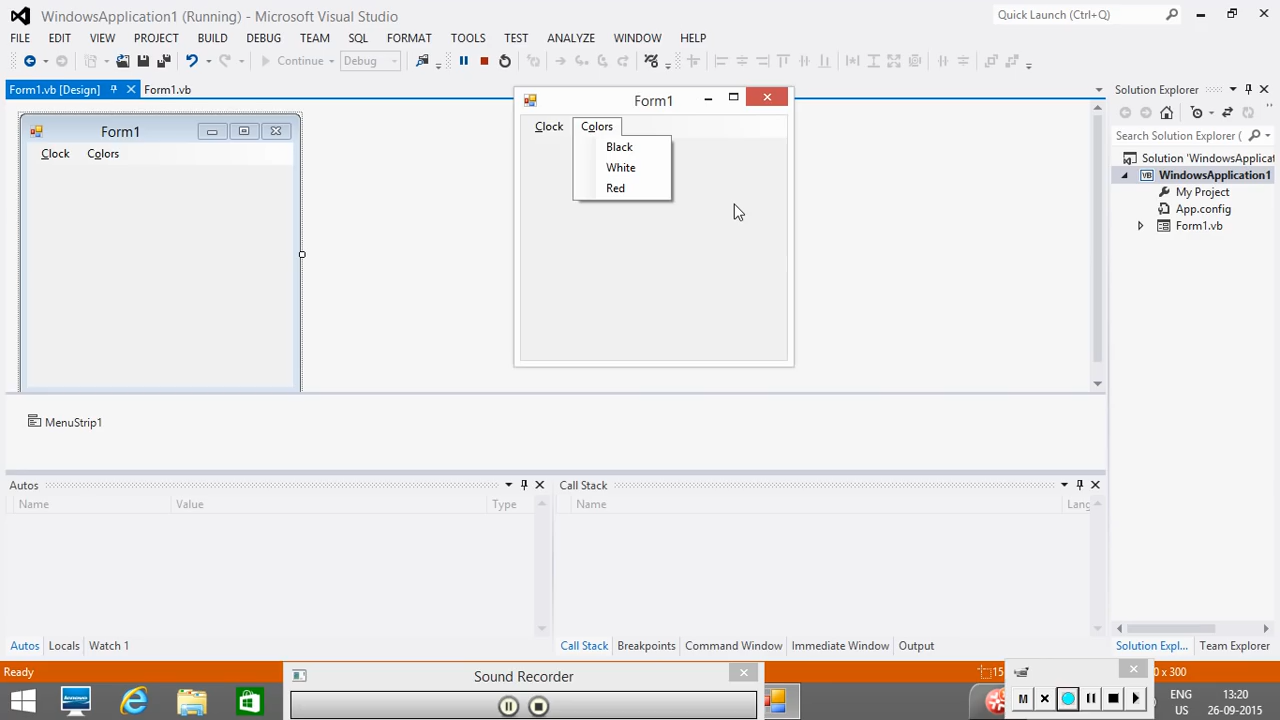 WindowsApplication1 (Running) - Microsoft Visual Studio
Quick Launch (Ctrl+Q)
FILE EDIT VIEW PROJECT BUILD DEBUG TEAM SQL FORMAT TOOLS TEST ANALYZE WINDOW HELP
Continue Debug
Form1.vb [Design] Form1.vb
Form1
Clock Colors
Form1
Clock Colors
Black
White
Red
MenuStrip1
Solution Explorer
Search Solution Explorer (
Solution 'WindowsApplicat
WindowsApplication1
My Project
App.config
Form1.vb
Autos
Name Value Type
Call Stack
Name Lang
Autos Locals Watch 1
Call Stack Breakpoints Command Window Immediate Window Output
Solution Expl... Team Explorer
Ready
15
0 x 300
Sound Recorder
M
Lenovo
ENG
US
13:20
26-09-2015